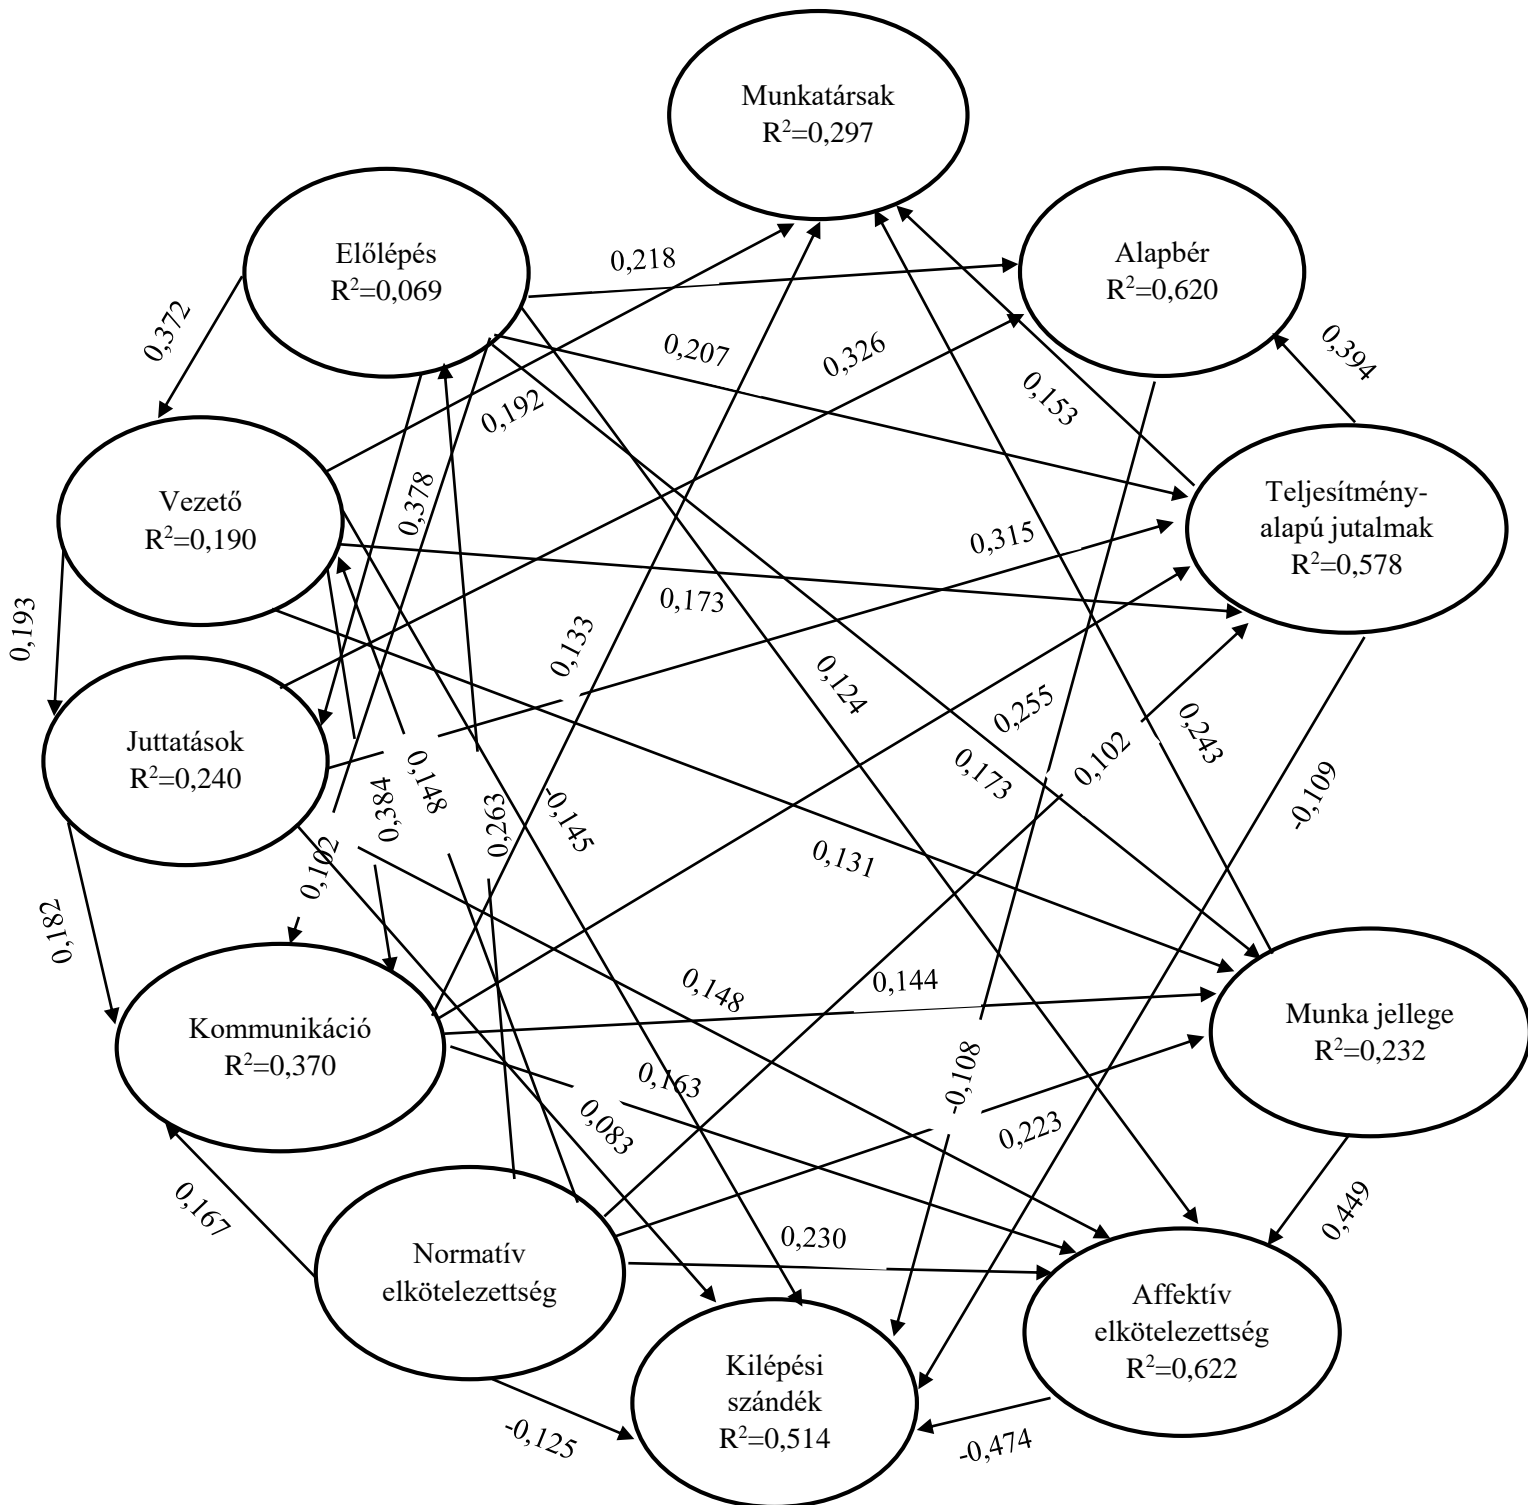 Munkatársak
R²=0,297
Előlépés
R²=0,069
Alapbér
R²=0,620
0,218
0,372
0,207
0,326
0,394
0,192
0,153
Vezető
R²=0,190
Teljesítmény-
alapú jutalmak
R²=0,578
0,378
0,315
0,173
0,193
0,133
Juttatások
R²=0,240
0,124
0,255
0,102
0,243
0,173
0,148
-0,109
0,384
0,263
-0,145
0,102
0,131
0,182
0,148
0,144
Kommunikáció
R²=0,370
Munka jellege
R²=0,232
0,163
-0,108
0,083
0,223
0,167
0,449
0,230
Normatív
elkötelezettség
Affektív
elkötelezettség
R²=0,622
Kilépési
szándék
R²=0,514
-0,125
-0,474